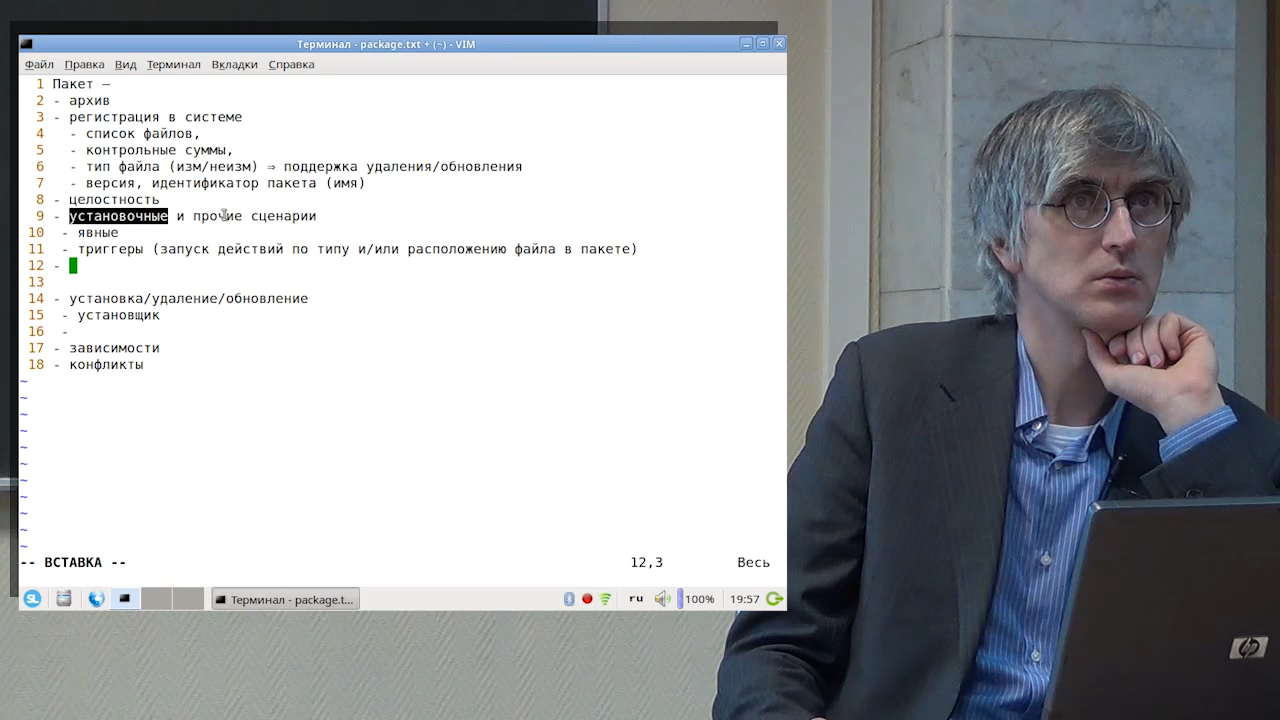 Терминал - package.txt + (~) - VIM
Файл Правка Вид Терминал Вкладки Справка
1 Пакет —
2 - архив
3 - регистрация в системе
4 - список файлов,
5 - контрольные суммы,
6 - тип файла (изм/неизм) ⇒ поддержка удаления/обновления
7 - версия, идентификатор пакета (имя)
8 - целостность
9 - установочные и прочие сценарии
10 - явные
11 - триггеры (запуск действий по типу и/или расположению файла в пакете)
12 -
13
14 - установка/удаление/обновление
15 - установщик
16 -
17 - зависимости
18 - конфликты
~
~
~
~
~
~
~
~
~
~
~
-- ВСТАВКА -- 12,3 Весь
SL Терминал - package.t... ru 100% 19:57
hp